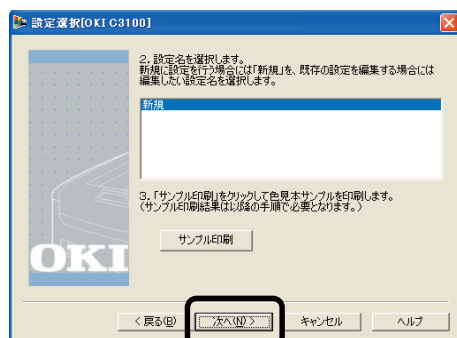 設定選択[OKI C3100]
2. 設定名を選択します。
新規に設定を行う場合には「新規」を、既存の設定を編集する場合には
編集したい設定名を選択します。
新規
3. 「サンプル印刷」をクリックして色見本サンプルを印刷します。
(サンプル印刷結果は以降の手順で必要となります。)
サンプル印刷
OKI
< 戻る(B) 次へ(N) > キャンセル ヘルプ